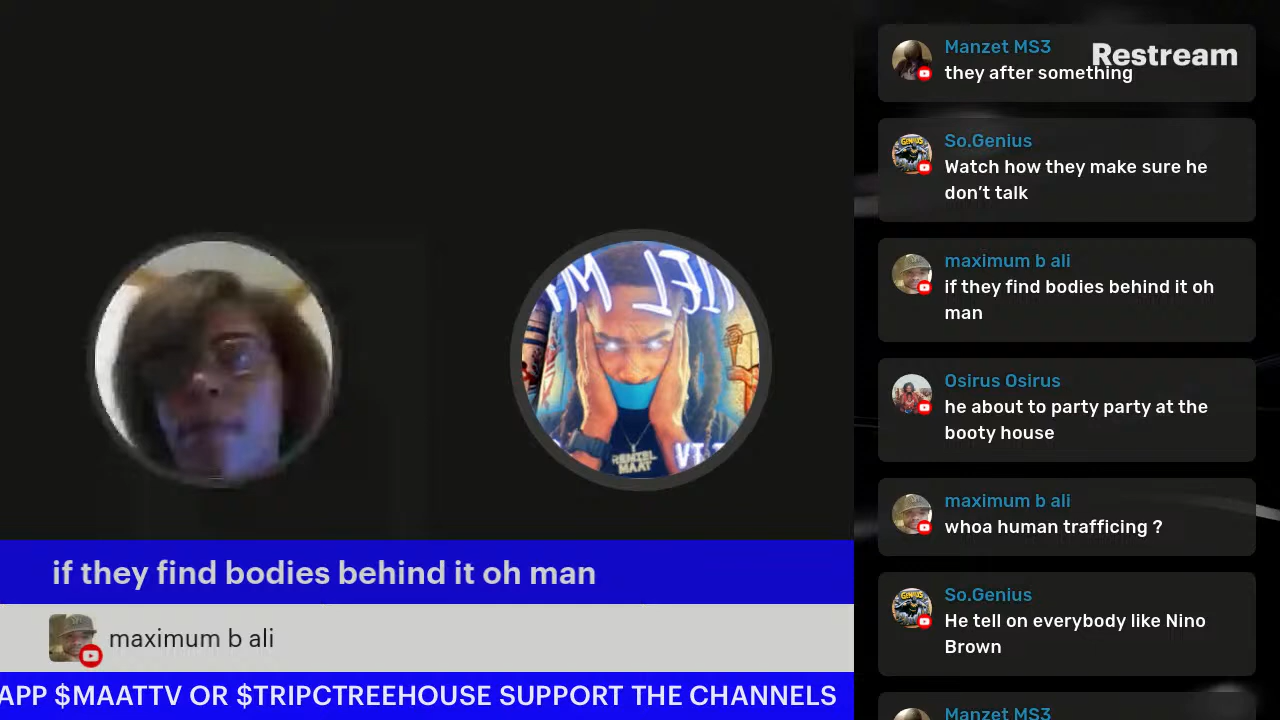 Manzet MS3
they after something
Restream
So.Genius
Watch how they make sure he
don’t talk
maximum b ali
if they find bodies behind it oh
man
Osirus Osirus
he about to party party at the
booty house
maximum b ali
whoa human trafficing ?
So.Genius
He tell on everybody like Nino
Brown
Manzet MS3
REMIEL
MAAT
if they find bodies behind it oh man
maximum b ali
APP $MAATTV OR $TRIPCTREEHOUSE SUPPORT THE CHANNELS